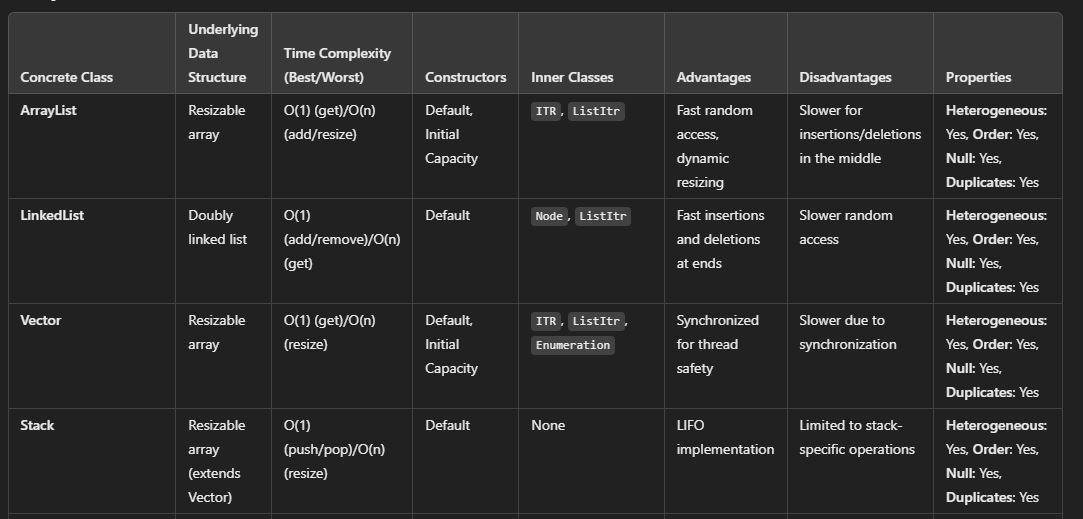 Concrete Class
Underlying
Data
Structure
Time Complexity
(Best/Worst)
Constructors
Inner Classes
Advantages
Disadvantages
Properties
ArrayList
Resizable
array
O(1) (get)/O(n)
(add/resize)
Default,
Initial
Capacity
ITR, ListItr
Fast random
access,
dynamic
resizing
Slower for
insertions/deletions
in the middle
Heterogeneous:
Yes, Order: Yes,
Null: Yes,
Duplicates: Yes
LinkedList
Doubly
linked list
O(1)
(add/remove)/O(n)
(get)
Default
Node, ListItr
Fast insertions
and deletions
at ends
Slower random
access
Heterogeneous:
Yes, Order: Yes,
Null: Yes,
Duplicates: Yes
Vector
Resizable
array
O(1) (get)/O(n)
(resize)
Default,
Initial
Capacity
ITR, ListItr,
Enumeration
Synchronized
for thread
safety
Slower due to
synchronization
Heterogeneous:
Yes, Order: Yes,
Null: Yes,
Duplicates: Yes
Stack
Resizable
array
(extends
Vector)
O(1)
(push/pop)/O(n)
(resize)
Default
None
LIFO
implementation
Limited to stack-
specific operations
Heterogeneous:
Yes, Order: Yes,
Null: Yes,
Duplicates: Yes